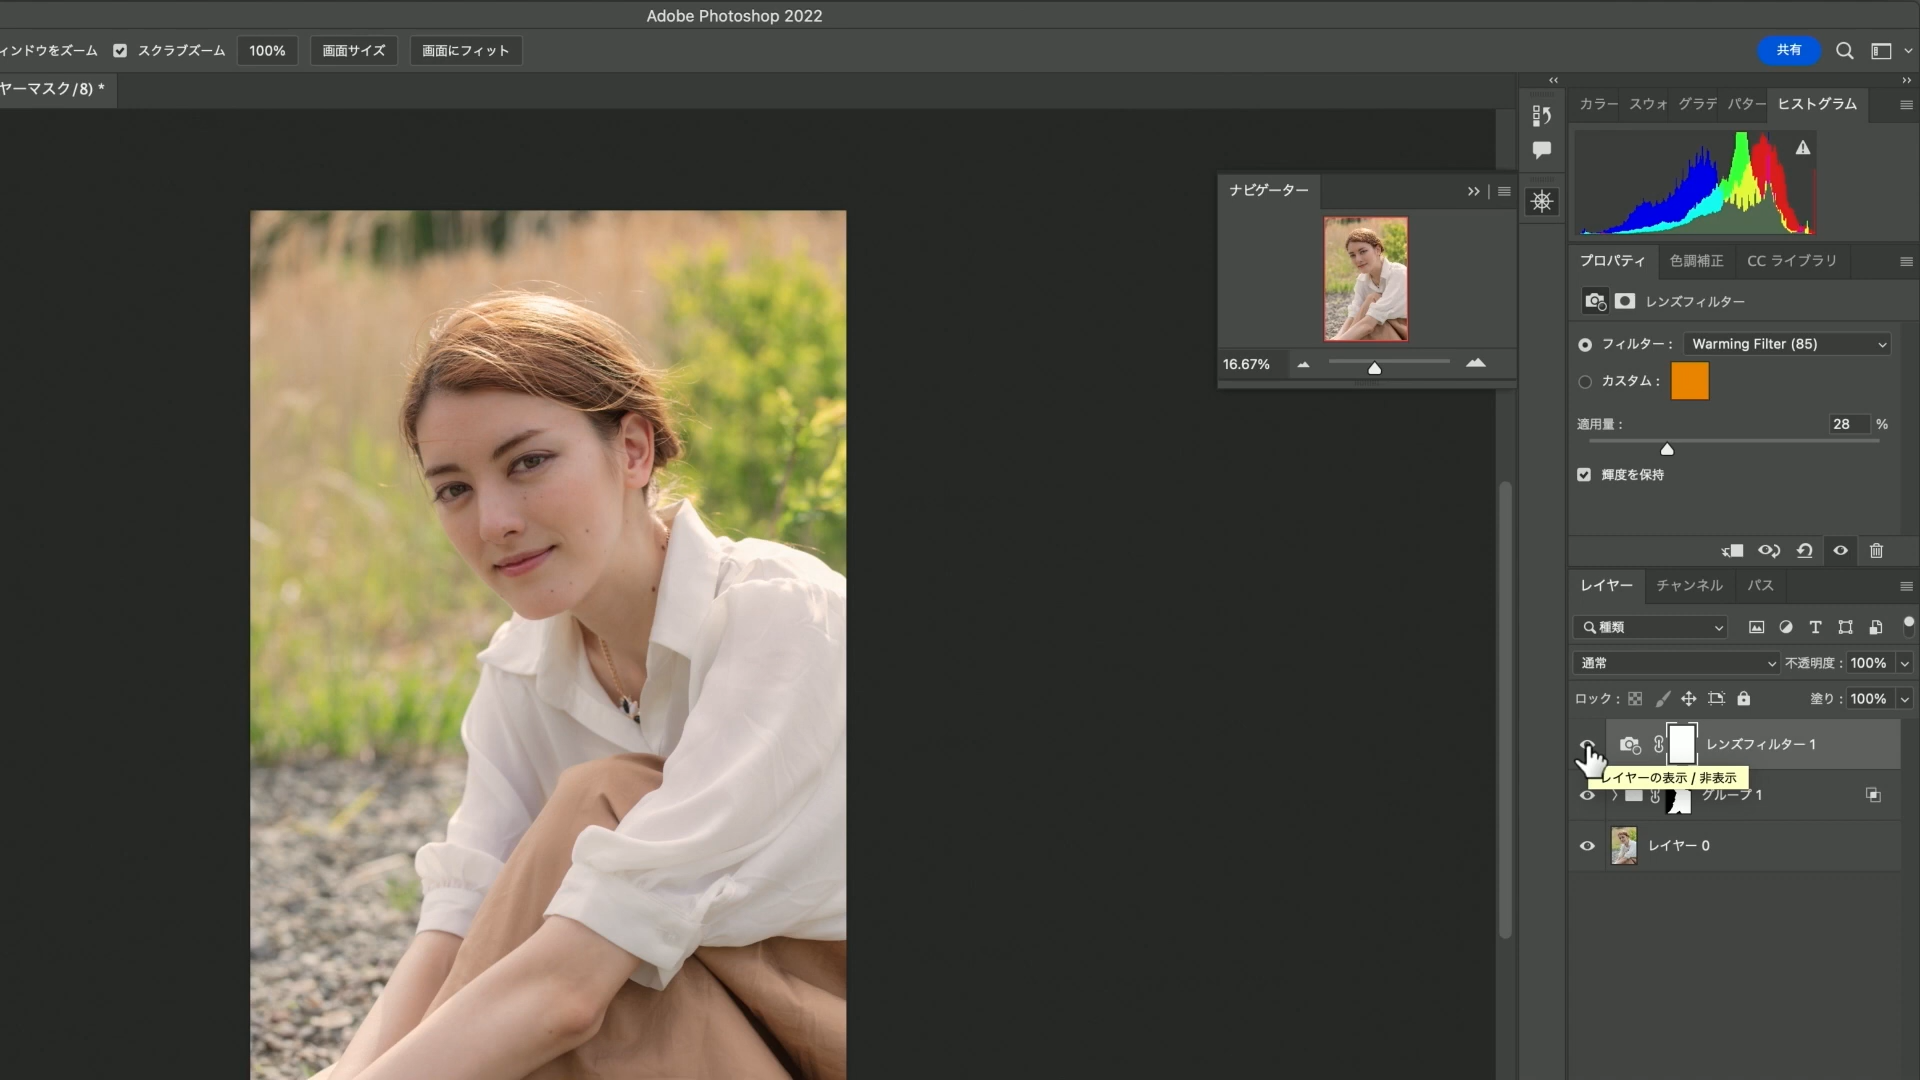 Adobe Photoshop 2022
ィンドウをズーム スクラブズーム 100% 画面サイズ 画面にフィット 共有
ヤーマスク/8) *
カラー スウォ グラデ パター ヒストグラム
ナビゲーター
16.67%
プロパティ 色調補正 CC ライブラリ
レンズフィルター
フィルター : Warming Filter (85)
カスタム :
適用量 : 28 %
輝度を保持
レイヤー チャンネル パス
種類
通常 不透明度 : 100%
ロック : 塗り : 100%
レンズフィルター 1
レイヤーの表示 / 非表示
グループ 1
レイヤー 0